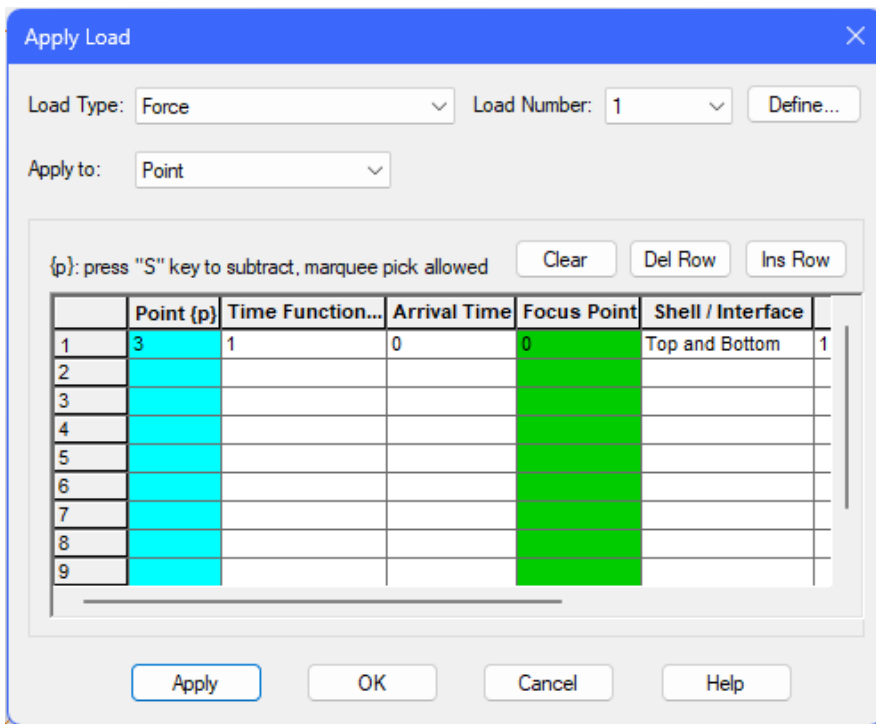 Apply Load
Load Type: Force Load Number: 1 Define...
Apply to: Point
{p}: press "S" key to subtract, marquee pick allowed Clear Del Row Ins Row
Point {p} Time Function... Arrival Time Focus Point Shell / Interface
1 3 1 0 0 Top and Bottom 1
2
3
4
5
6
7
8
9
Apply OK Cancel Help